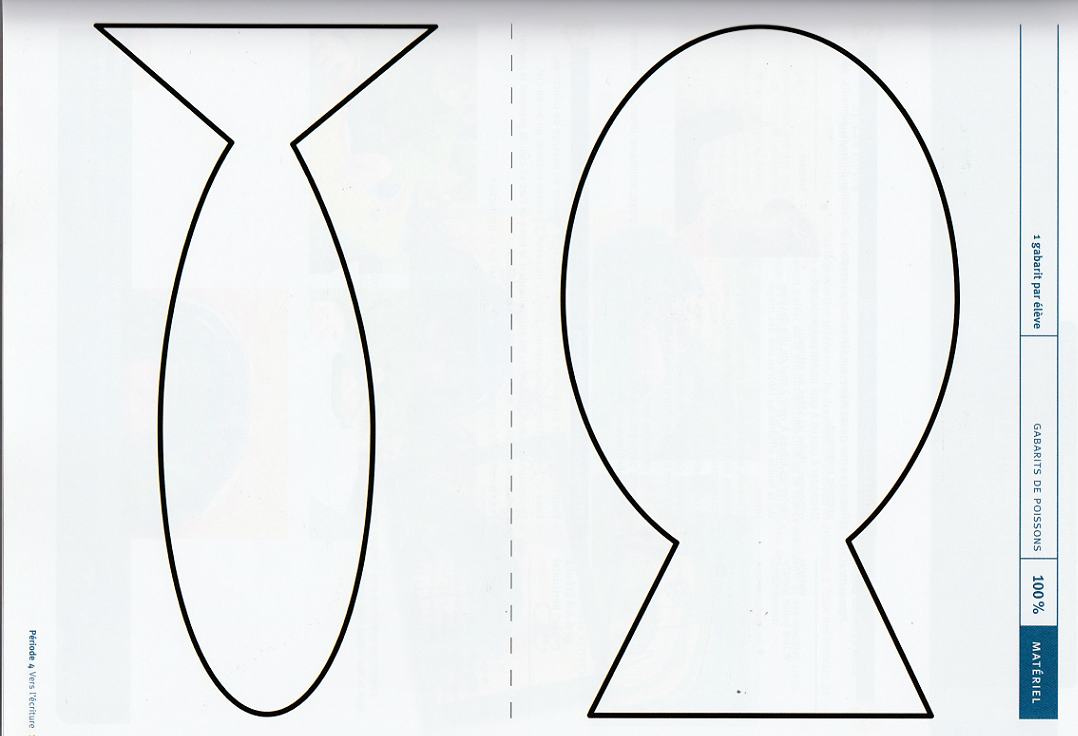 1 gabarit par élève
GABARITS DE POISSONS
100 %
MATÉRIEL
Période 4 Vers l'écriture